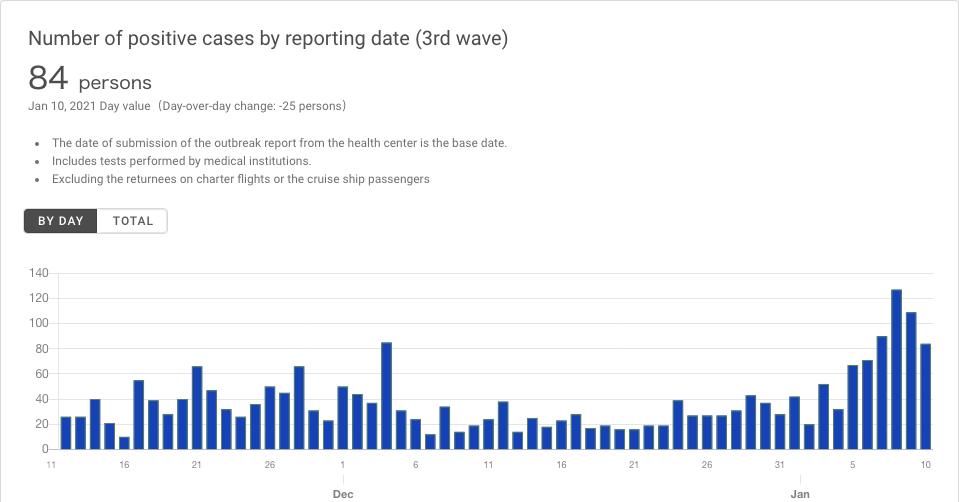 Number of positive cases by reporting date (3rd wave)
84 persons
Jan 10, 2021 Day value (Day-over-day change: -25 persons)
• The date of submission of the outbreak report from the health center is the base date.
• Includes tests performed by medical institutions.
• Excluding the returnees on charter flights or the cruise ship passengers
BY DAY TOTAL
140
120
100
80
60
40
20
0
11 16 21 26 1 6 11 16 21 26 31 5 10
Dec Jan